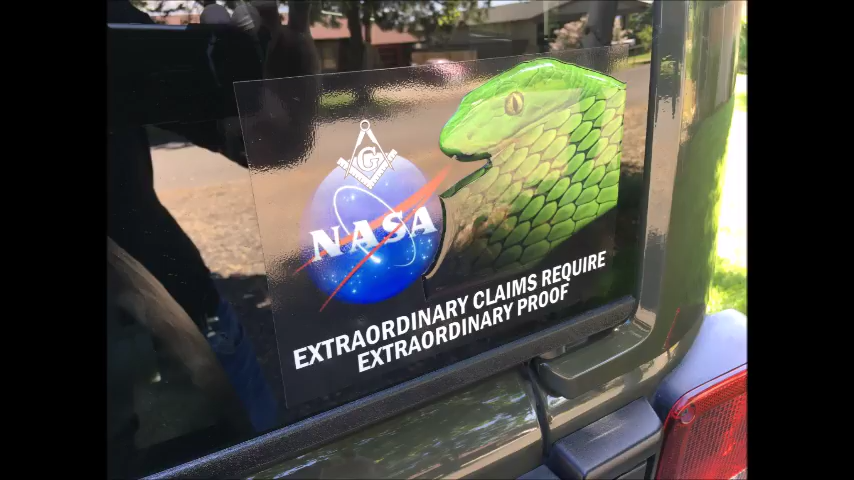 G
NASA
EXTRAORDINARY CLAIMS REQUIRE
EXTRAORDINARY PROOF